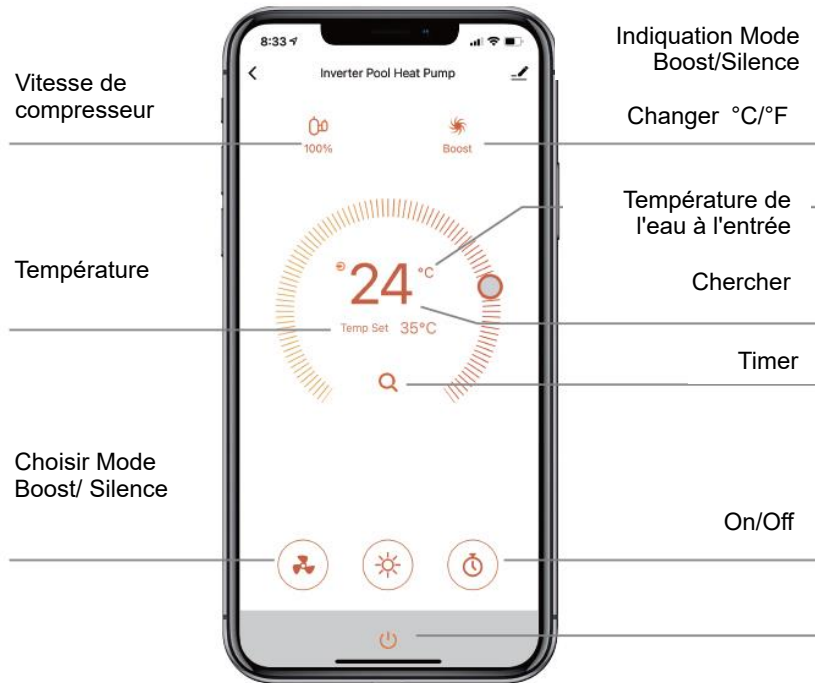 8:33
Inverter Pool Heat Pump
Vitesse de
compresseur
Indiquation Mode
Boost/Silence
100%
Boost
Changer °C/°F
Température de
l'eau à l'entrée
24 °C
Température
Chercher
Temp Set 35°C
Timer
Choisir Mode
Boost/ Silence
On/Off